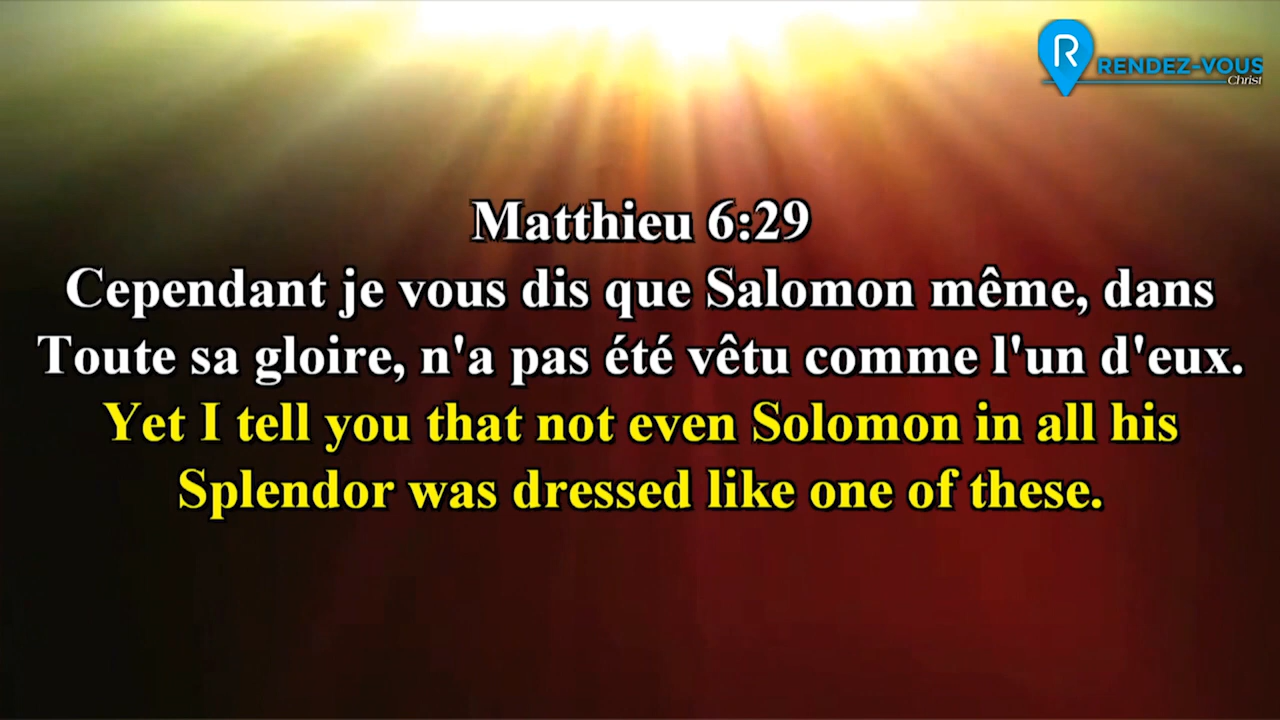 R
RENDEZ-VOUS
Christ
Matthieu 6:29
Cependant je vous dis que Salomon même, dans
Toute sa gloire, n'a pas été vêtu comme l'un d'eux.
Yet I tell you that not even Solomon in all his
Splendor was dressed like one of these.